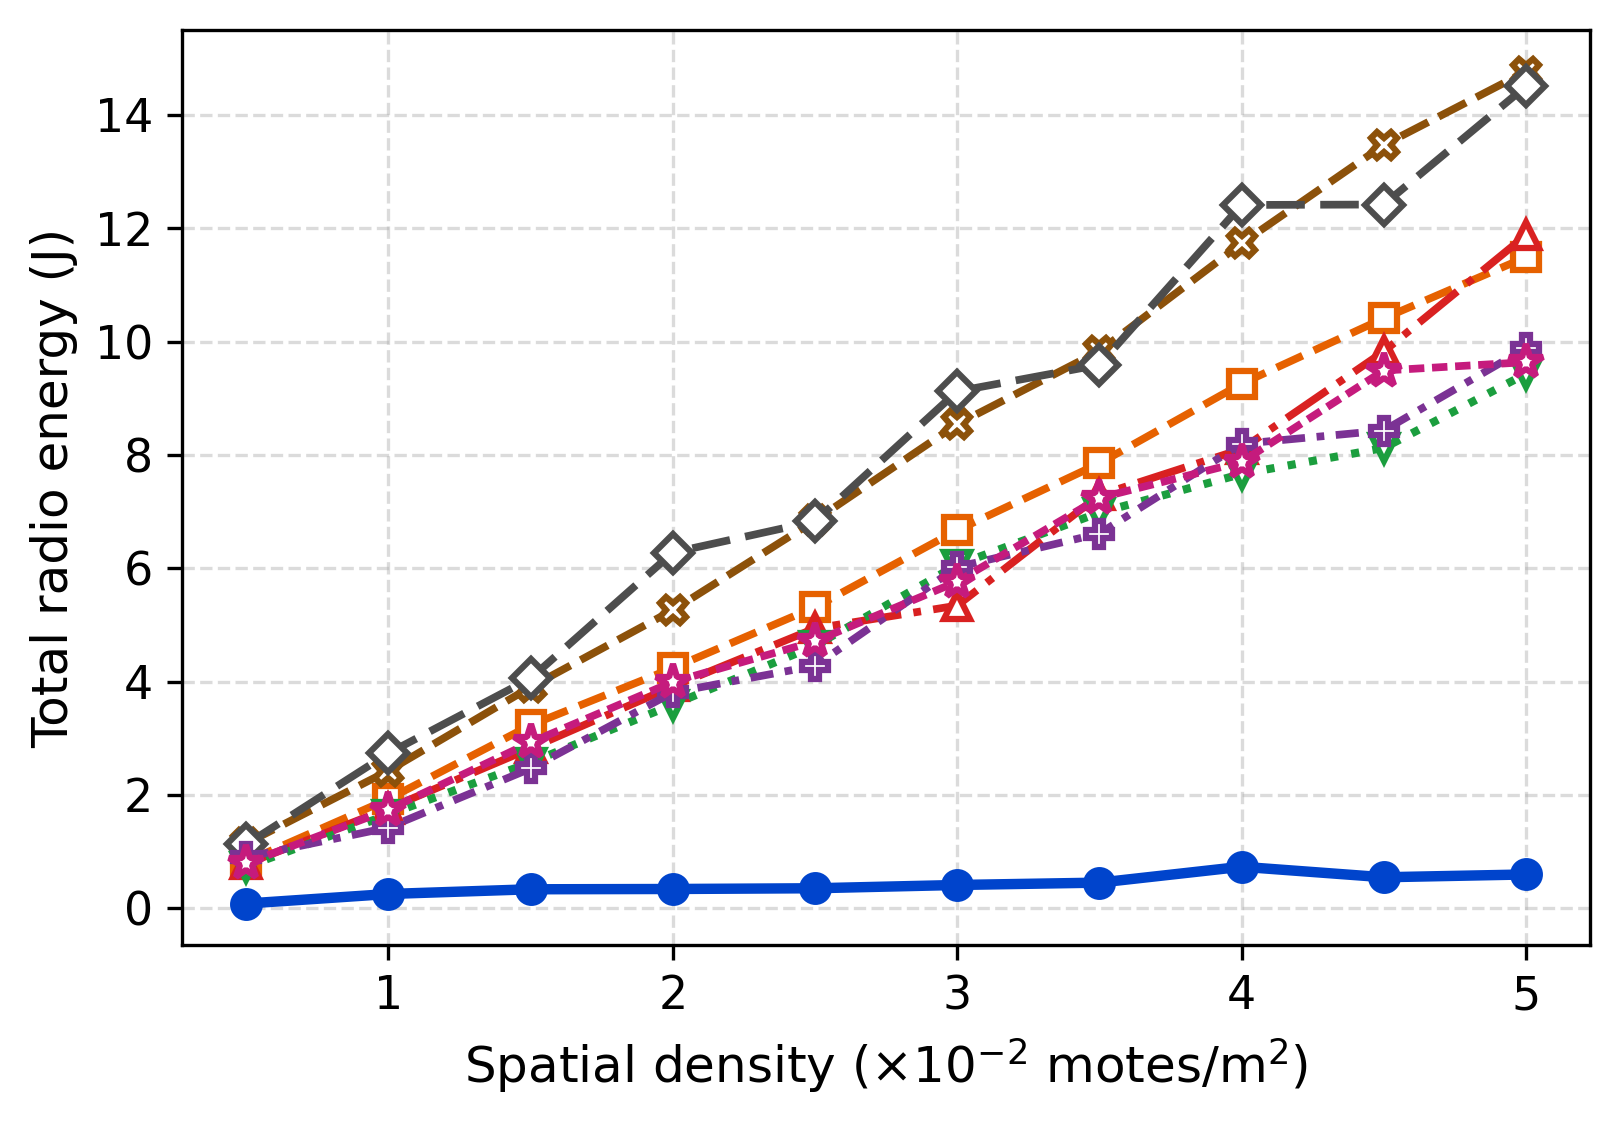 Total radio energy (J)
14
12
10
8
6
4
2
0
1 2 3 4 5
Spatial density (×10⁻² motes/m²)